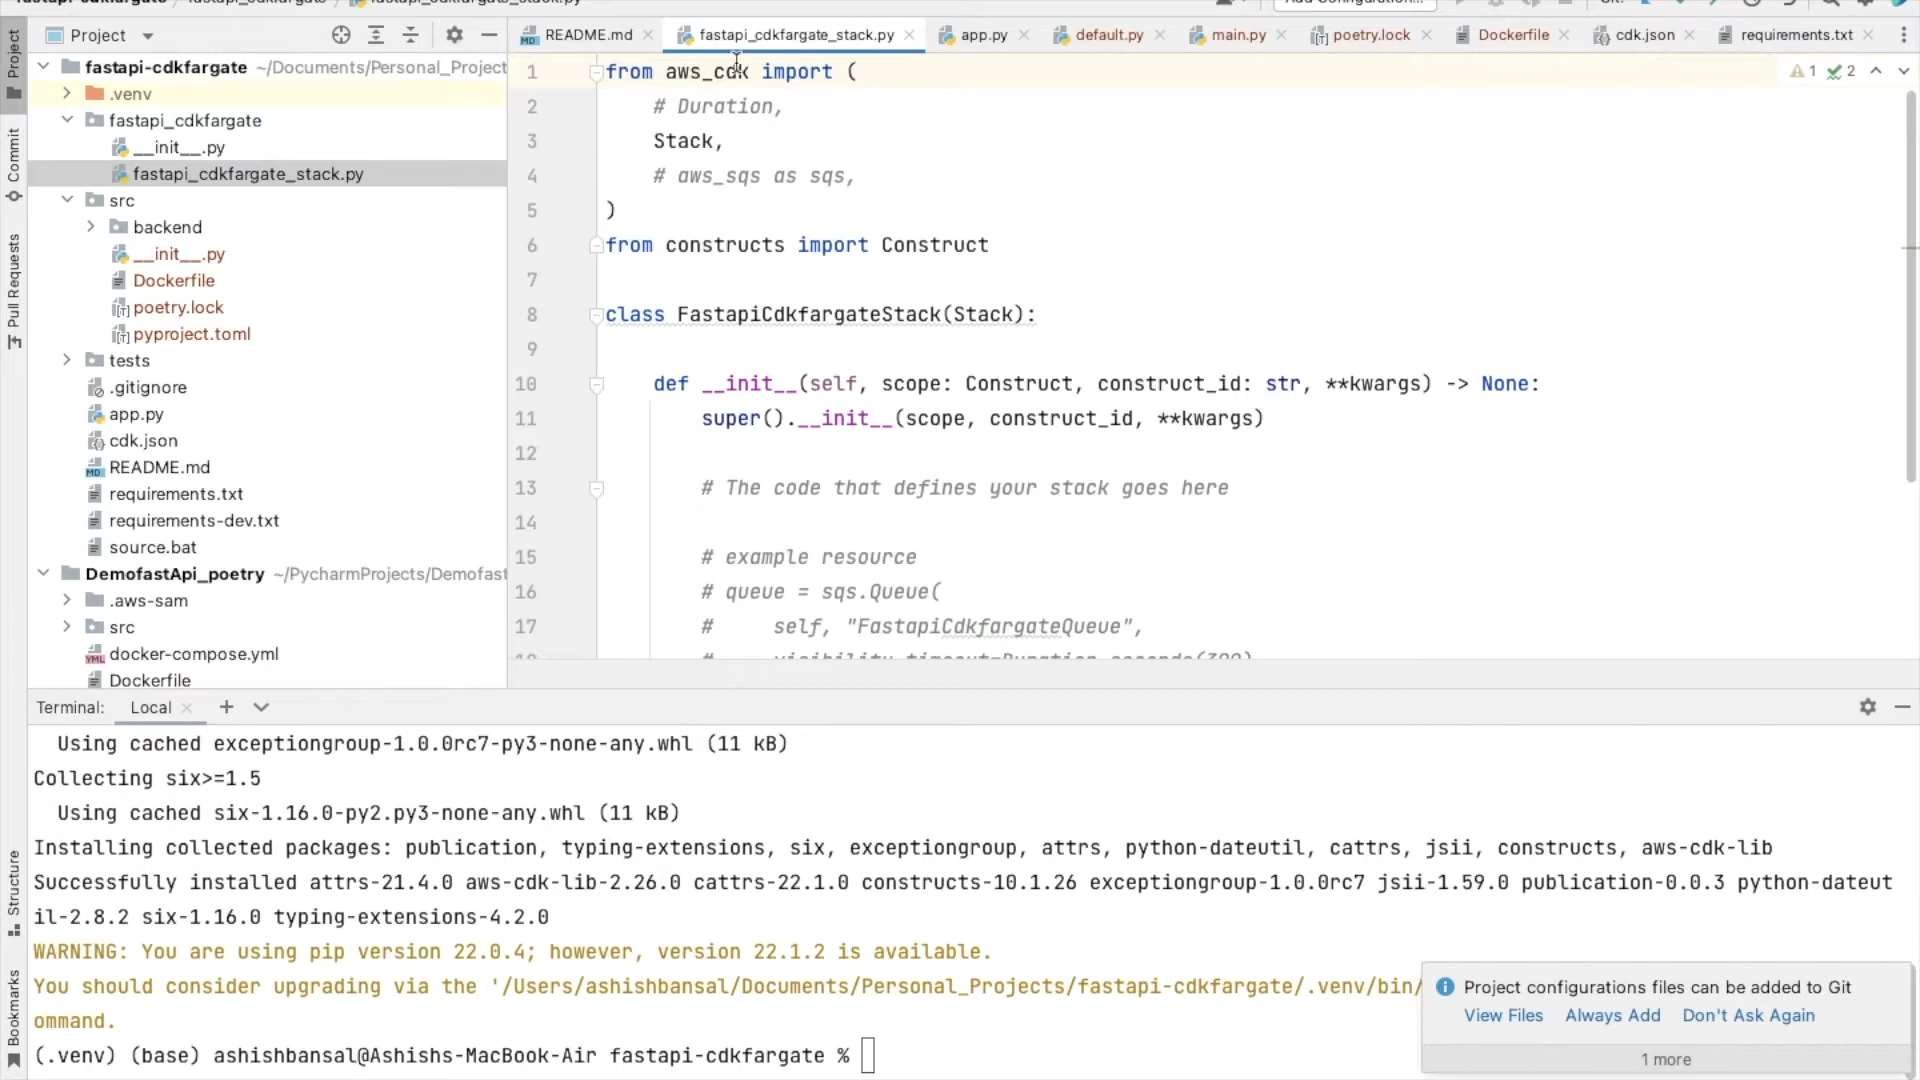 Project
README.md
fastapi_cdkfargate_stack.py
app.py
default.py
main.py
poetry.lock
Dockerfile
cdk.json
requirements.txt
Project
Commit
Pull Requests
Structure
Bookmarks
fastapi-cdkfargate ~/Documents/Personal_Project
.venv
fastapi_cdkfargate
__init__.py
fastapi_cdkfargate_stack.py
src
backend
__init__.py
Dockerfile
poetry.lock
pyproject.toml
tests
.gitignore
app.py
cdk.json
README.md
requirements.txt
requirements-dev.txt
source.bat
DemofastApi_poetry ~/PycharmProjects/Demofast
.aws-sam
src
docker-compose.yml
Dockerfile
1 from aws_cdk import (
2 # Duration,
3 Stack,
4 # aws_sqs as sqs,
5 )
6 from constructs import Construct
7
8 class FastapiCdkfargateStack(Stack):
9
10 def __init__(self, scope: Construct, construct_id: str, **kwargs) -> None:
11 super().__init__(scope, construct_id, **kwargs)
12
13 # The code that defines your stack goes here
14
15 # example resource
16 # queue = sqs.Queue(
17 # self, "FastapiCdkfargateQueue",
1 2
Terminal: Local
Using cached exceptiongroup-1.0.0rc7-py3-none-any.whl (11 kB)
Collecting six>=1.5
Using cached six-1.16.0-py2.py3-none-any.whl (11 kB)
Installing collected packages: publication, typing-extensions, six, exceptiongroup, attrs, python-dateutil, cattrs, jsii, constructs, aws-cdk-lib
Successfully installed attrs-21.4.0 aws-cdk-lib-2.26.0 cattrs-22.1.0 constructs-10.1.26 exceptiongroup-1.0.0rc7 jsii-1.59.0 publication-0.0.3 python-dateut
il-2.8.2 six-1.16.0 typing-extensions-4.2.0
WARNING: You are using pip version 22.0.4; however, version 22.1.2 is available.
You should consider upgrading via the '/Users/ashishbansal/Documents/Personal_Projects/fastapi-cdkfargate/.venv/bin/
ommand.
(.venv) (base) ashishbansal@Ashishs-MacBook-Air fastapi-cdkfargate %
Project configurations files can be added to Git
View Files Always Add Don't Ask Again
1 more